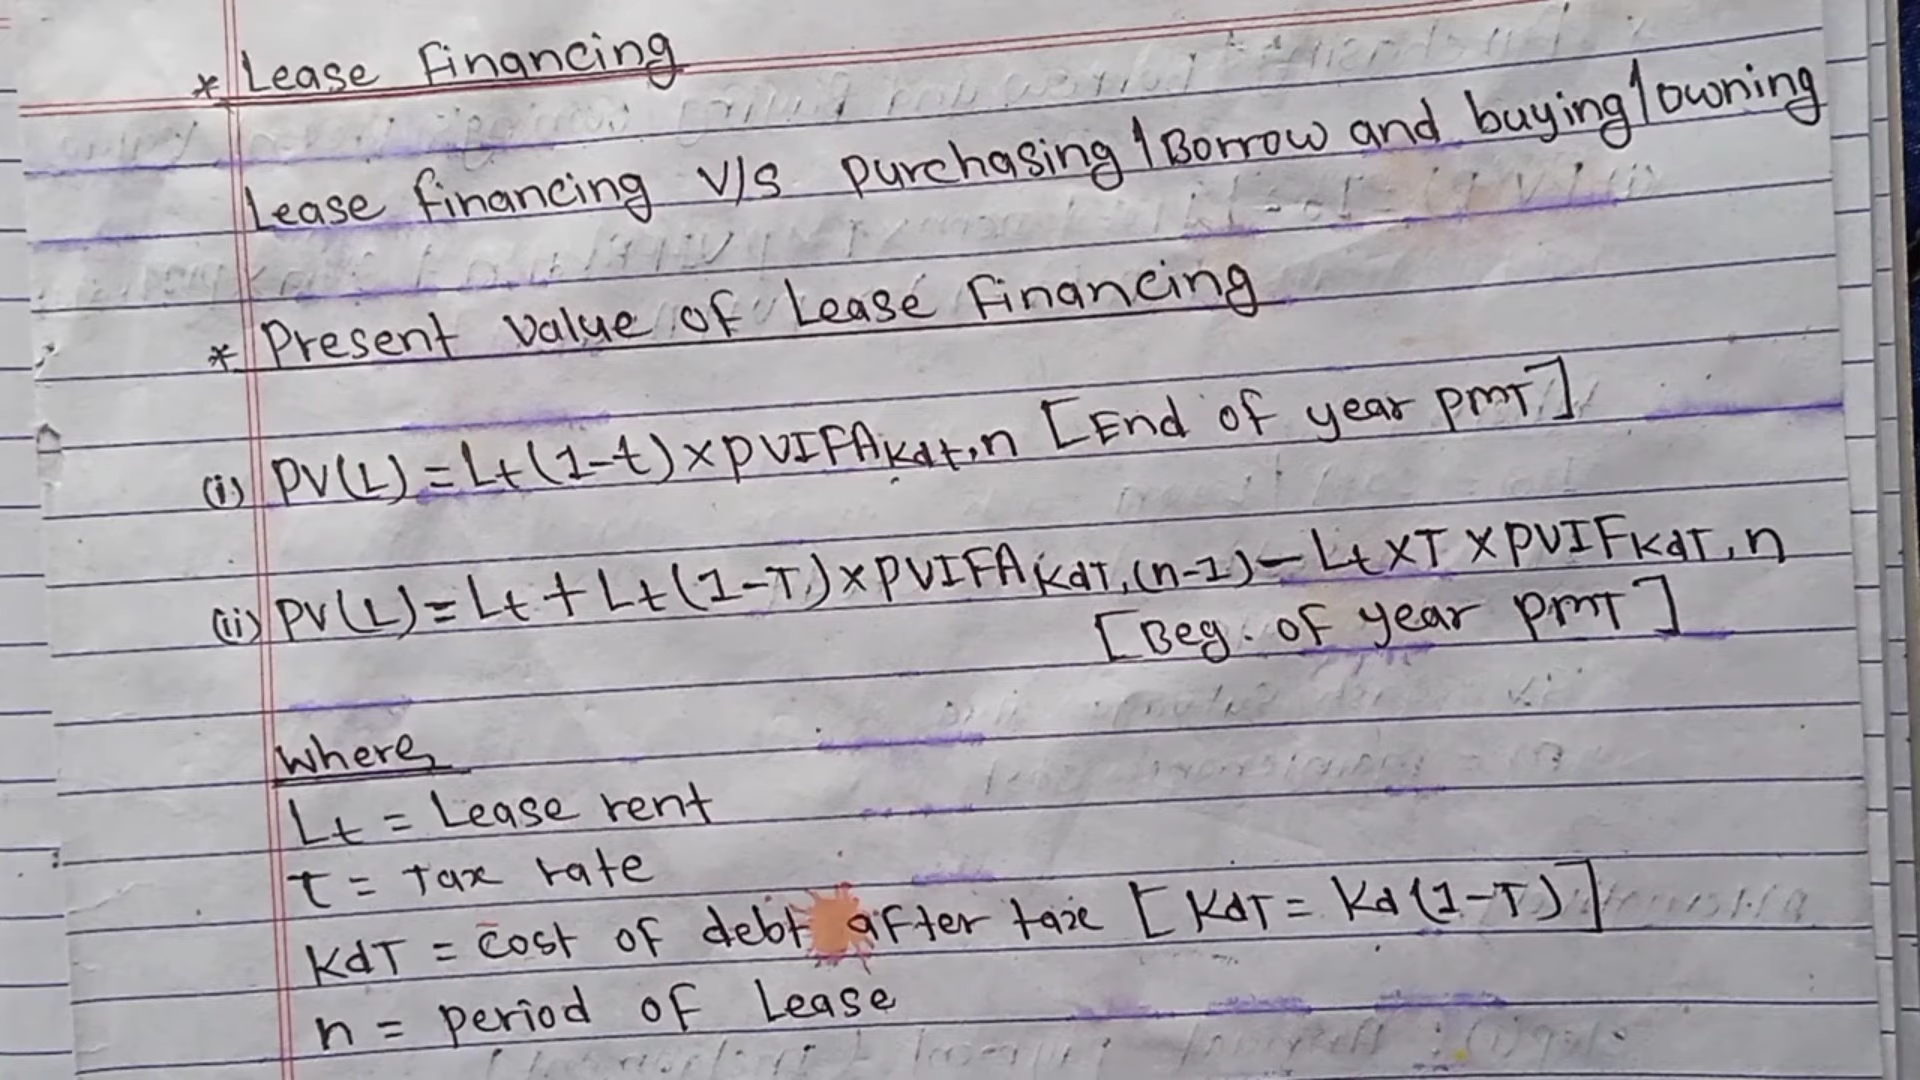 * Lease Financing
Lease financing V/s Purchasing / Borrow and buying / owning
* Present Value of Lease Financing
(i) PV(L) = Lt(1-t) × PVIFAKdt,n [End of year PMT]
(ii) PV(L) = Lt + Lt(1-T) × PVIFAKdT,(n-1) - Lt × T × PVIFKdT,n
[Beg. of year PMT]
Where,
Lt = Lease rent
T = Tax rate
KdT = Cost of debt after tax [KdT = Kd(1-T)]
n = period of Lease